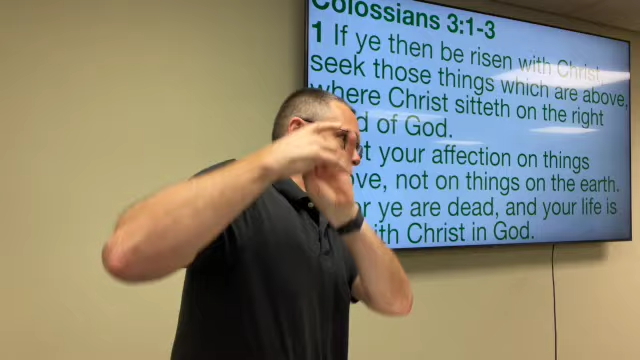 Colossians 3:1-3
1 If ye then be risen with Christ,
seek those things which are above,
where Christ sitteth on the right
of God.
your affection on things
not on things on the earth.
ye are dead, and your life is
with Christ in God.